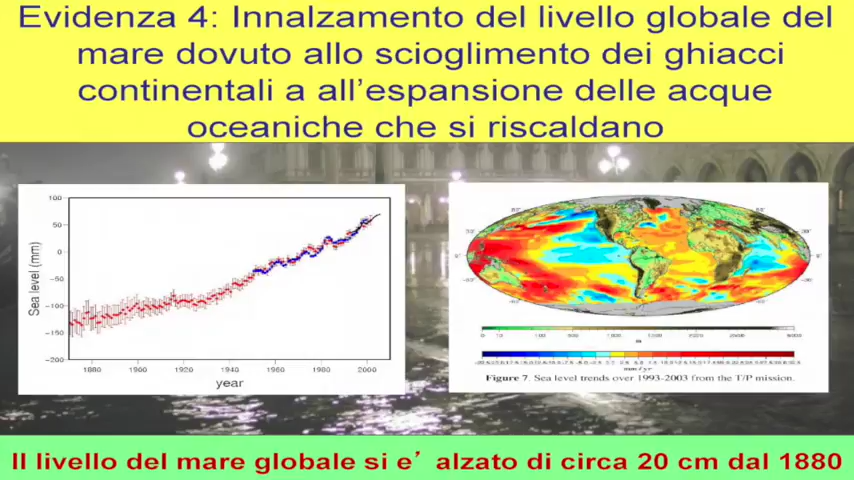 Evidenza 4: Innalzamento del livello globale del
mare dovuto allo scioglimento dei ghiacci
continentali a all'espansione delle acque
oceaniche che si riscaldano
100
50
0
-50
-100
-150
-200
Sea level (mm)
1880
1900
1920
1940
1960
1980
2000
year
m
mm / yr
Figure 7. Sea level trends over 1993-2003 from the T/P mission.
Il livello del mare globale si e' alzato di circa 20 cm dal 1880